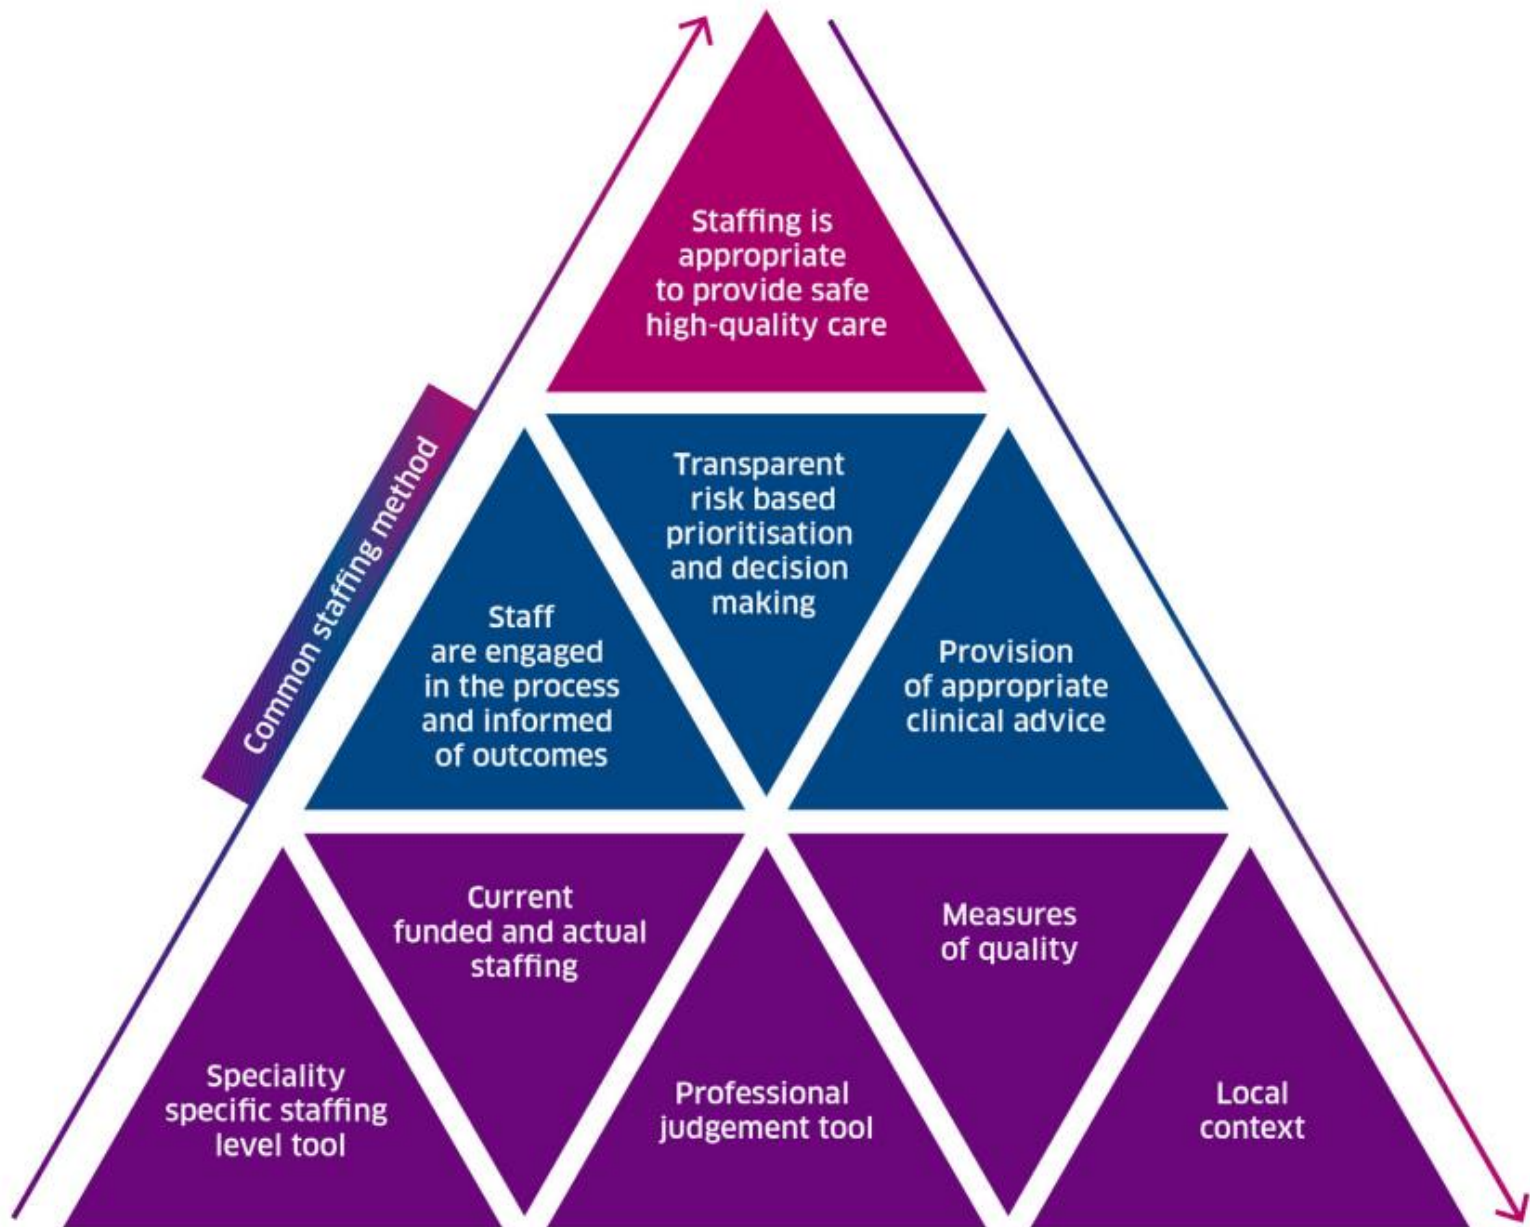 Staffing is
appropriate
to provide safe
high-quality care
Common staffing method
Transparent
risk based
prioritisation
and decision
making
Staff
are engaged
in the process
and informed
of outcomes
Provision
of appropriate
clinical advice
Current
funded and actual
staffing
Measures
of quality
Speciality
specific staffing
level tool
Professional
judgement tool
Local
context